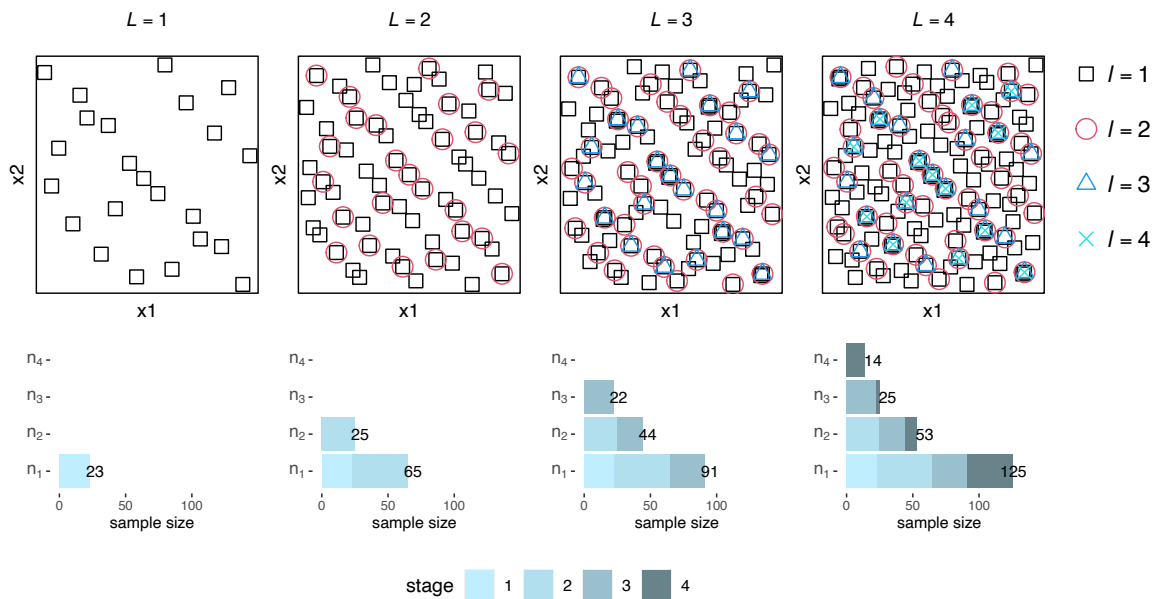 L = 1
L = 2
L = 3
L = 4
l = 1
l = 2
l = 3
l = 4
x2
x2
x2
x2
x1
x1
x1
x1
n4
n3
n2
n1
23
0
50
100
sample size
n4
n3
n2
n1
25
65
0
50
100
sample size
n4
n3
n2
n1
22
44
91
0
50
100
sample size
n4
n3
n2
n1
14
25
53
125
0
50
100
sample size
stage 1 2 3 4